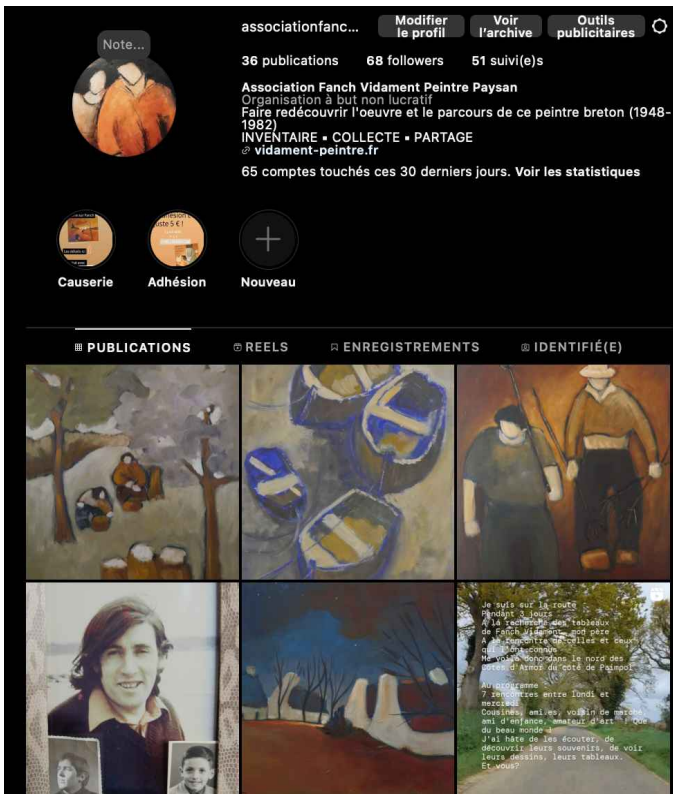 associationfanc...
Modifier
le profil
Voir
l'archive
Outils
publicitaires
Note...
36 publications
68 followers
51 suivi(e)s
Association Fanch Vidament Peintre Paysan
Organisation à but non lucratif
Faire redécouvrir l'oeuvre et le parcours de ce peintre breton (1948-
1982)
INVENTAIRE ▪ COLLECTE ▪ PARTAGE
vidament-peintre.fr
65 comptes touchés ces 30 derniers jours. Voir les statistiques
uste 5 € !
Causerie
Adhésion
Nouveau
PUBLICATIONS
REELS
ENREGISTREMENTS
IDENTIFIÉ(E)
Je suis sur la route
Pendant 3 jours
A la recherche des tableaux
de Fanch Vidament, mon père
A la rencontre de celles et ceux
qui l'ont connus
Me voilà donc dans le nord des
Côtes d'Armor du côté de Paimpol
Au programme
7 rencontres entre lundi et
mercredi
Cousines, ami.es, voisin de marché,
ami d'enfance, amateur d'art ! Que
du beau monde !
J'ai hâte de les écouter, de
découvrir leurs souvenirs, de voir
leurs dessins, leurs tableaux.
Et vous?